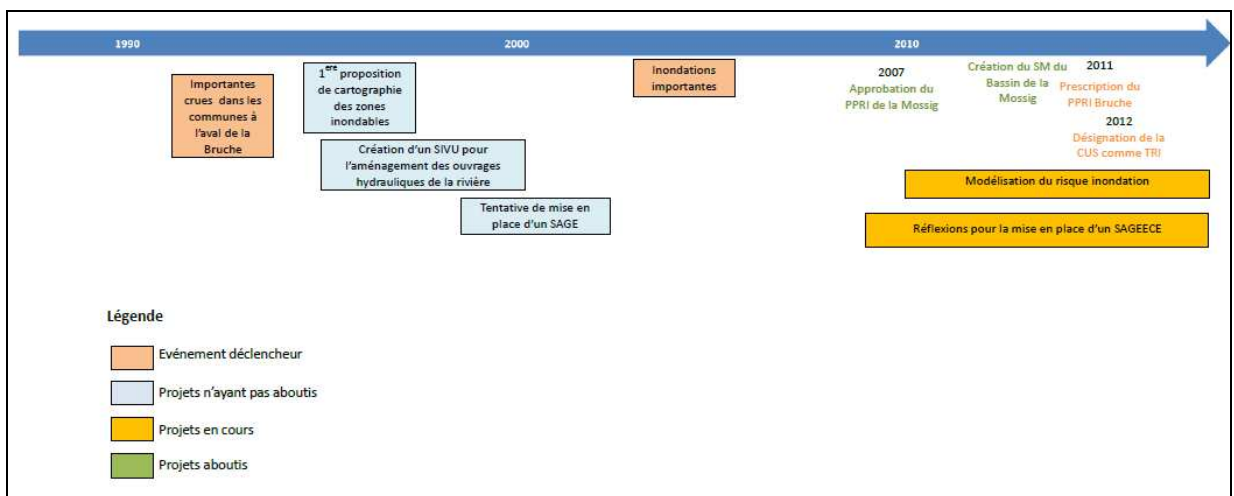 1990
2000
2010
Importantes
crues dans les
communes à
l'aval de la
Bruche
1ere proposition
de cartographie
des zones
inondables
Création d'un SIVU pour
l'aménagement des ouvrages
hydrauliques de la rivière
Tentative de mise en
place d'un SAGE
Inondations
importantes
2007
Approbation du
PPRI de la Mossig
Création du SM du
Bassin de la
Mossig
2011
Prescription du
PPRI Bruche
2012
Désignation de la
CUS comme TRI
Modélisation du risque inondation
Réflexions pour la mise en place d'un SAGEECE
Légende
Evénement déclencheur
Projets n'ayant pas aboutis
Projets en cours
Projets aboutis